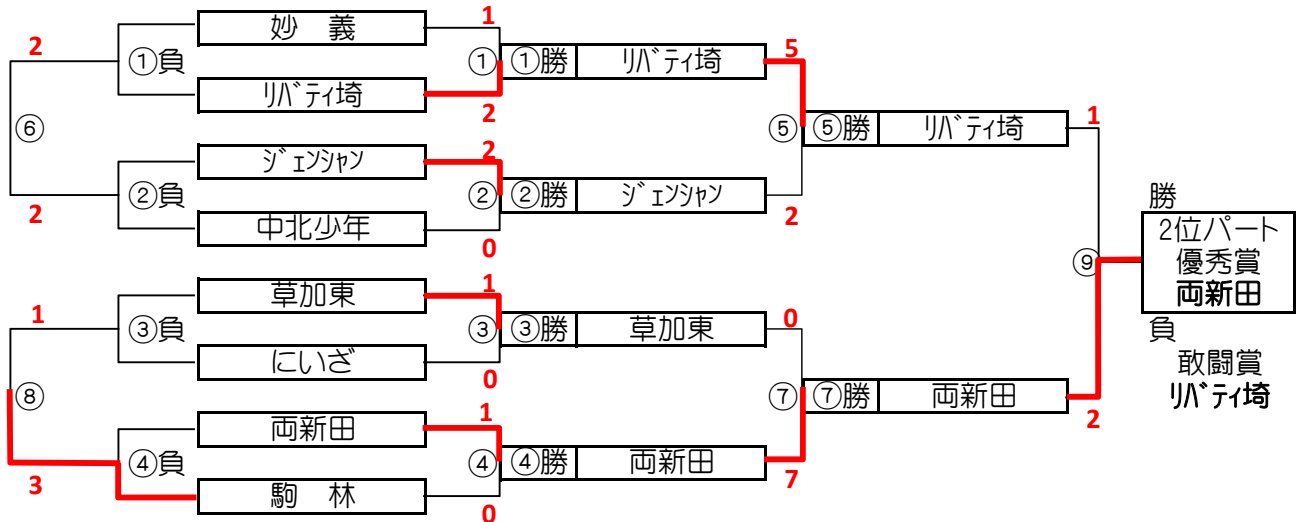 妙　義
1
2
①負
①
①勝
リバティ埼
5
リバティ埼
2
⑥
⑤
⑤勝
リバティ埼
1
ジェンシャン
2
②負
②
②勝
ジェンシャン
2
2
中北少年
0
勝
2位パート
優秀賞
両新田
⑨
草加東
1
1
③負
③
③勝
草加東
0
にいざ
0
負
敢闘賞
リバティ埼
⑧
⑦
⑦勝
両新田
2
両新田
1
④負
④
④勝
両新田
7
3
駒　林
0